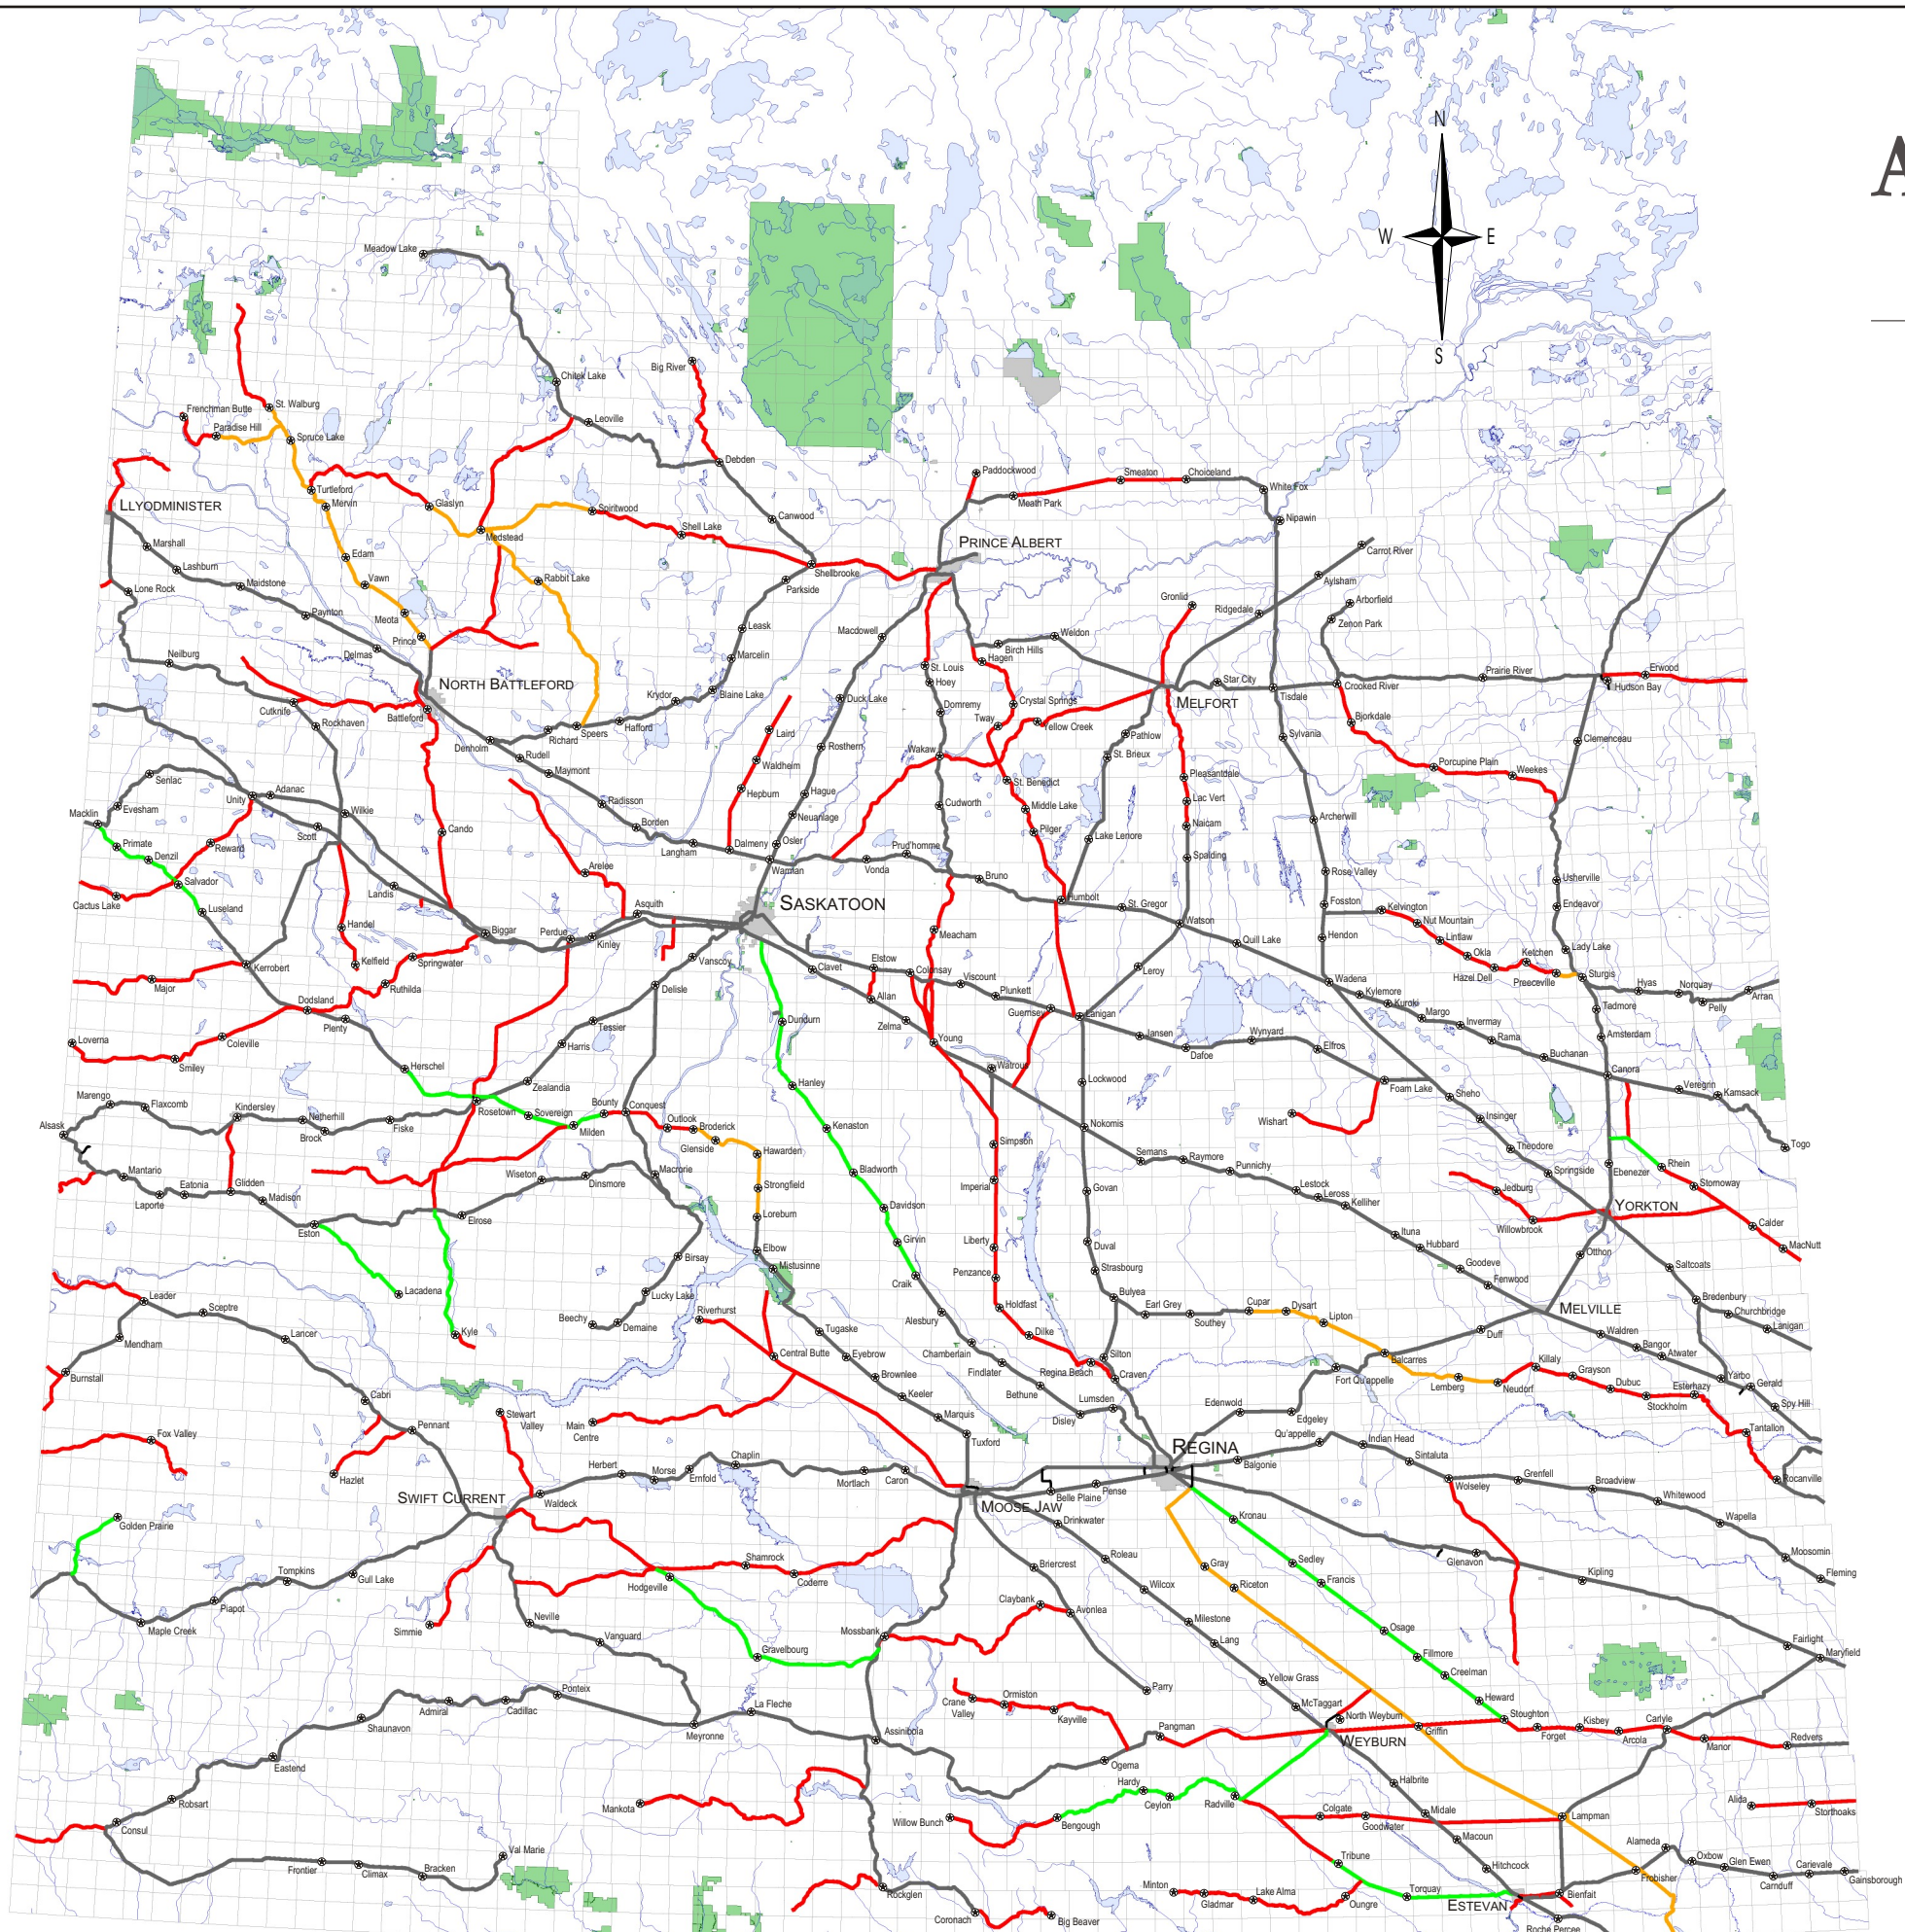 A
N
W E
S
Meadow Lake
Big River
Chitek Lake
Leoville
St. Walburg
Frenchman Butte
Paradise Hill
Spruce Lake
Debden
Paddockwood
Smeaton
Choiceland
White Fox
Meath Park
Turtleford
Mervin
Glaslyn
Spiritwood
LLYODMINISTER
Medstead
Shell Lake
Canwood
Nipawin
Marshall
Edam
PRINCE ALBERT
Carrot River
Lashburn
Maidstone
Vawn
Rabbit Lake
Shellbrooke
Parkside
Aylsham
Lone Rock
Paynton
Meota
Gronlid
Ridgedale
Arborfield
Zenon Park
Prince
Leask
Macdowell
Weldon
Birch Hills
Hagen
Delmas
Neilburg
Marcelin
St. Louis
Hoey
Prairie River
Erwood
Hudson Bay
NORTH BATTLEFORD
Krydor
Blaine Lake
Duck Lake
Star City
Crooked River
Tisdale
Cutknife
Battleford
Domremy
Crystal Springs
MELFORT
Rockhaven
Hafford
Speers
Richard
Laird
Tway
Yellow Creek
Bjorkdale
Denholm
Rudell
Maymont
Rosthern
Wakaw
Pathlow
St. Brieux
Sylvania
Clemenceau
Senlac
Waldheim
Porcupine Plain
Weekes
Unity
Adanac
Hepburn
Hague
St. Benedict
Pleasantdale
Evesham
Macklin
Wilkie
Radisson
Neuanlage
Cudworth
Middle Lake
Lac Vert
Scott
Cando
Borden
Pilger
Naicam
Archerwill
Primate
Reward
Langham
Dalmeny
Osler
Lake Lenore
Denzil
Warman
Vonda
Prud'homme
Spalding
Salvador
Arelee
Bruno
Rose Valley
Usherville
Cactus Lake
Landis
Luseland
Asquith
SASKATOON
Humbolt
St. Gregor
Fosston
Kelvington
Endeavor
Handel
Biggar
Perdue
Kinley
Meacham
Watson
Nut Mountain
Quill Lake
Hendon
Lintlaw
Lady Lake
Kelfield
Springwater
Vanscoy
Clavet
Elstow
Colonsay
Okla
Ketchen
Kerrobert
Leroy
Hazel Dell
Preeceville
Sturgis
Major
Ruthilda
Delisle
Allan
Viscount
Plunkett
Wadena
Kylemore
Kuroki
Hyas
Norquay
Arran
Pelly
Dodsland
Plenty
Tessier
Dundurn
Zelma
Guernsey
Lanigan
Margo
Invermay
Tadmore
Loverna
Coleville
Harris
Young
Jansen
Wynyard
Rama
Amsterdam
Smiley
Herschel
Watrous
Dafoe
Elfros
Buchanan
Canora
Zealandia
Hanley
Lockwood
Foam Lake
Veregrin
Kamsack
Marengo
Flaxcomb
Kindersley
Netherhill
Rosetown
Sovereign
Bounty
Conquest
Outlook
Sheho
Alsask
Brock
Fiske
Milden
Broderick
Kenaston
Simpson
Nokomis
Wishart
Insinger
Glenside
Hawarden
Theodore
Togo
Mantario
Wiseton
Dinsmore
Macrorie
Bladworth
Semans
Raymore
Punnichy
Springside
Ebenezer
Rhein
Laporte
Eatonia
Glidden
Madison
Strongfield
Imperial
Govan
Lestock
Leross
Kelliher
Jedburg
Stornoway
Eston
Elrose
Loreburn
Davidson
YORKTON
Willowbrook
Calder
Elbow
Girvin
Liberty
Duval
Ituna
Hubbard
Otthon
MacNutt
Lacadena
Birsay
Mistusinne
Craik
Penzance
Strasbourg
Goodeve
Fenwood
Saltcoats
Leader
Sceptre
Lucky Lake
Riverhurst
Holdfast
Bulyea
Earl Grey
Southey
Cupar
Dysart
Lipton
MELVILLE
Bredenbury
Churchbridge
Lanigan
Lancer
Kyle
Beechy
Demaine
Tugaske
Alesbury
Dilke
Duff
Waldren
Bangor
Atwater
Mendham
Central Butte
Eyebrow
Chamberlain
Findlater
Silton
Regina Beach
Craven
Balcarres
Burnstall
Brownlee
Keeler
Bethune
Lumsden
Fort Qu'appelle
Lemberg
Neudorf
Killaly
Grayson
Dubuc
Stockholm
Esterhazy
Yarbo
Gerald
Cabri
Stewart
Valley
Main
Centre
Marquis
Disley
Edenwold
Edgeley
Spy Hill
Fox Valley
Pennant
Tuxford
REGINA
Qu'appelle
Indian Head
Tantallon
Hazlet
Herbert
Morse
Ernfold
Chaplin
Mortlach
Caron
Balgonie
Sintaluta
Wolseley
Grenfell
Broadview
Rocanville
SWIFT CURRENT
Waldeck
MOOSE JAW
Belle Plaine
Pense
Whitewood
Golden Prairie
Drinkwater
Kronau
Wapella
Shamrock
Coderre
Briercrest
Roleau
Gray
Sedley
Glenavon
Moosomin
Tompkins
Gull Lake
Hodgeville
Wilcox
Riceton
Francis
Kipling
Fleming
Piapot
Maple Creek
Simmie
Neville
Claybank
Avonlea
Milestone
Vanguard
Mossbank
Lang
Osage
Fairlight
Maryfield
Gravelbourg
Fillmore
Creelman
Yellow Grass
Ponteix
Parry
Heward
Admiral
Cadillac
La Fleche
Crane
Valley
Ormiston
Kayville
McTaggart
North Weyburn
Stoughton
Shaunavon
Meyronne
Assiniboia
Pangman
WEYBURN
Griffin
Forget
Kisbey
Arcola
Carlyle
Manor
Redvers
Eastend
Ogema
Robsart
Mankota
Hardy
Ceylon
Radville
Halbrite
Consul
Willow Bunch
Bengough
Colgate
Goodwater
Midale
Lampman
Alida
Storthoaks
Val Marie
Macoun
Frontier
Climax
Bracken
Tribune
Hitchcock
Alameda
Oxbow
Glen Ewen
Carnduff
Carievale
Gainsborough
Frobisher
Rockglen
Minton
Gladmar
Lake Alma
Oungre
Torquay
Bienfait
ESTEVAN
Coronach
Big Beaver
Roche Percee